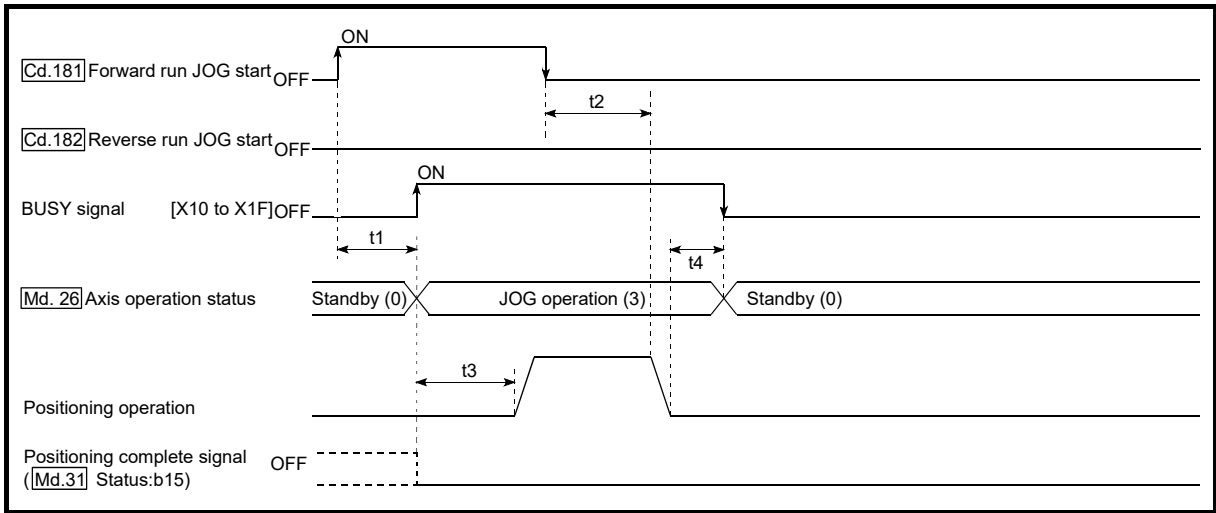 ON
Cd.181 Forward run JOG start OFF
t2
Cd.182 Reverse run JOG start OFF
ON
BUSY signal [X10 to X1F] OFF
t1
t4
Md. 26 Axis operation status Standby (0) JOG operation (3) Standby (0)
t3
Positioning operation
Positioning complete signal OFF
( Md.31 Status:b15)